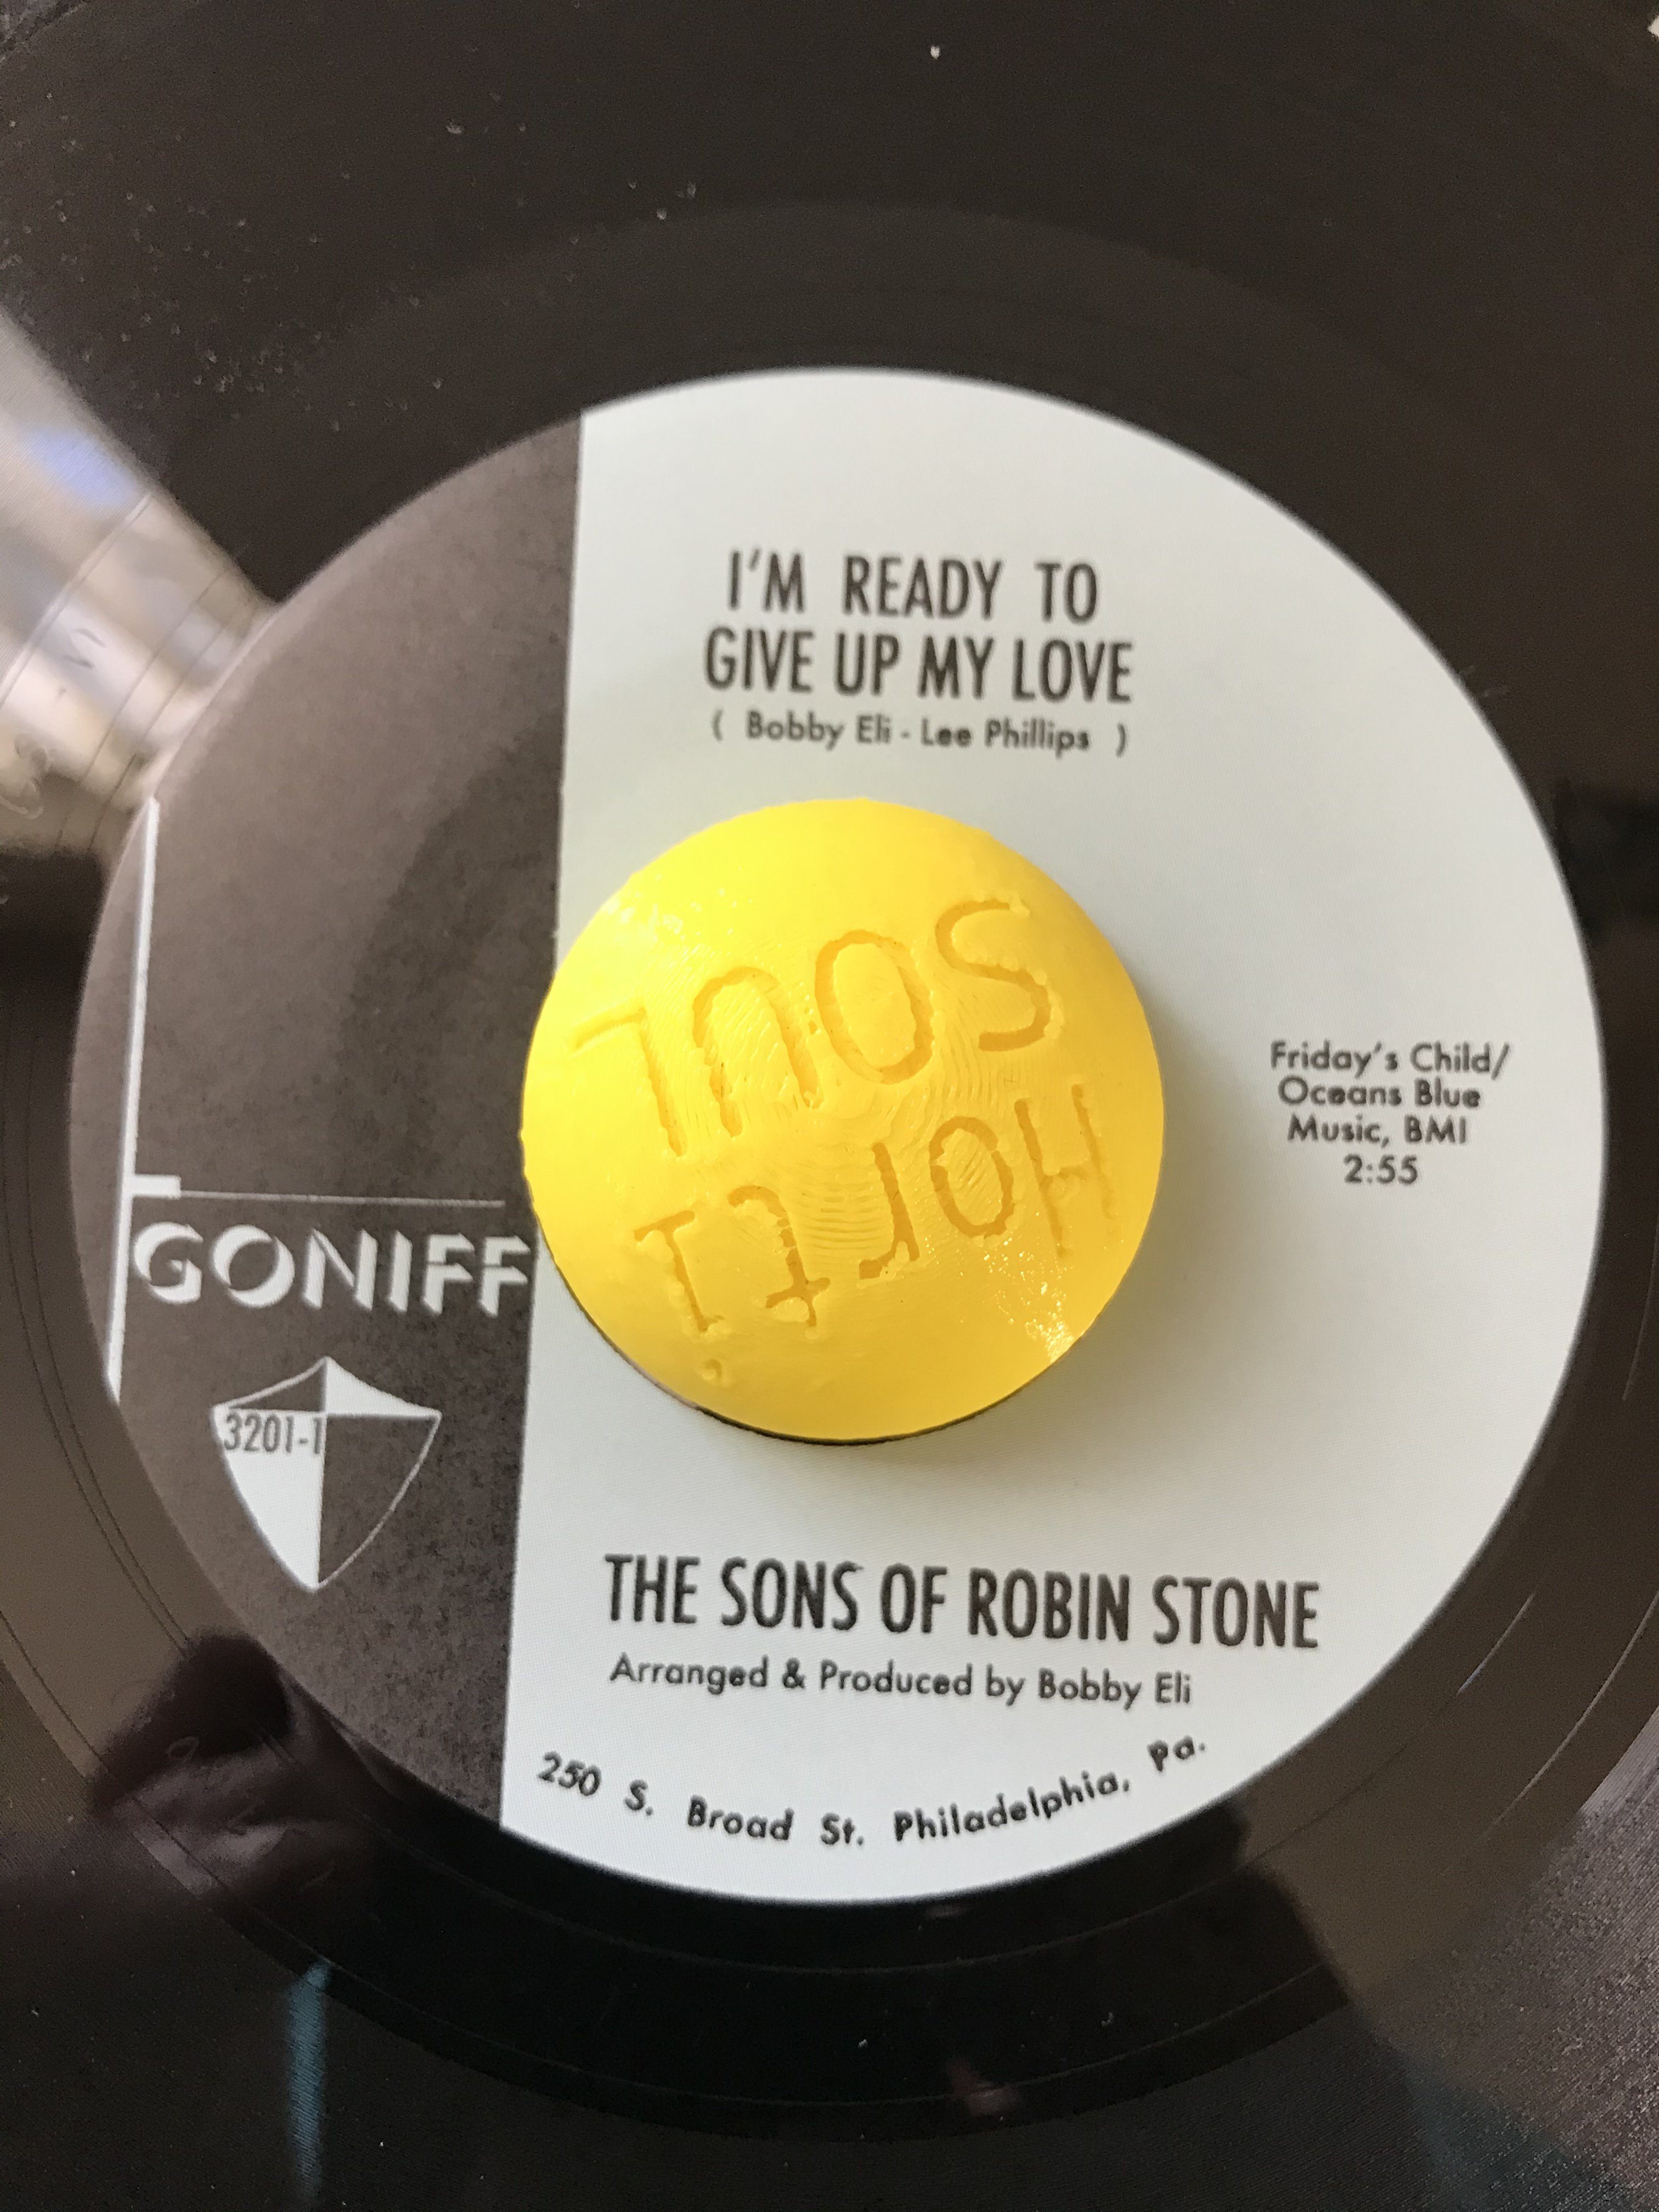 I'M READY TO
GIVE UP MY LOVE
( Bobby Eli - Lee Phillips )
SOUL
Friday's Child/
Oceans Blue
Music, BMI
2:55
GONIFF
3201-1
THE SONS OF ROBIN STONE
Arranged & Produced by Bobby Eli
250 S. Broad St. Philadelphia, Pa.